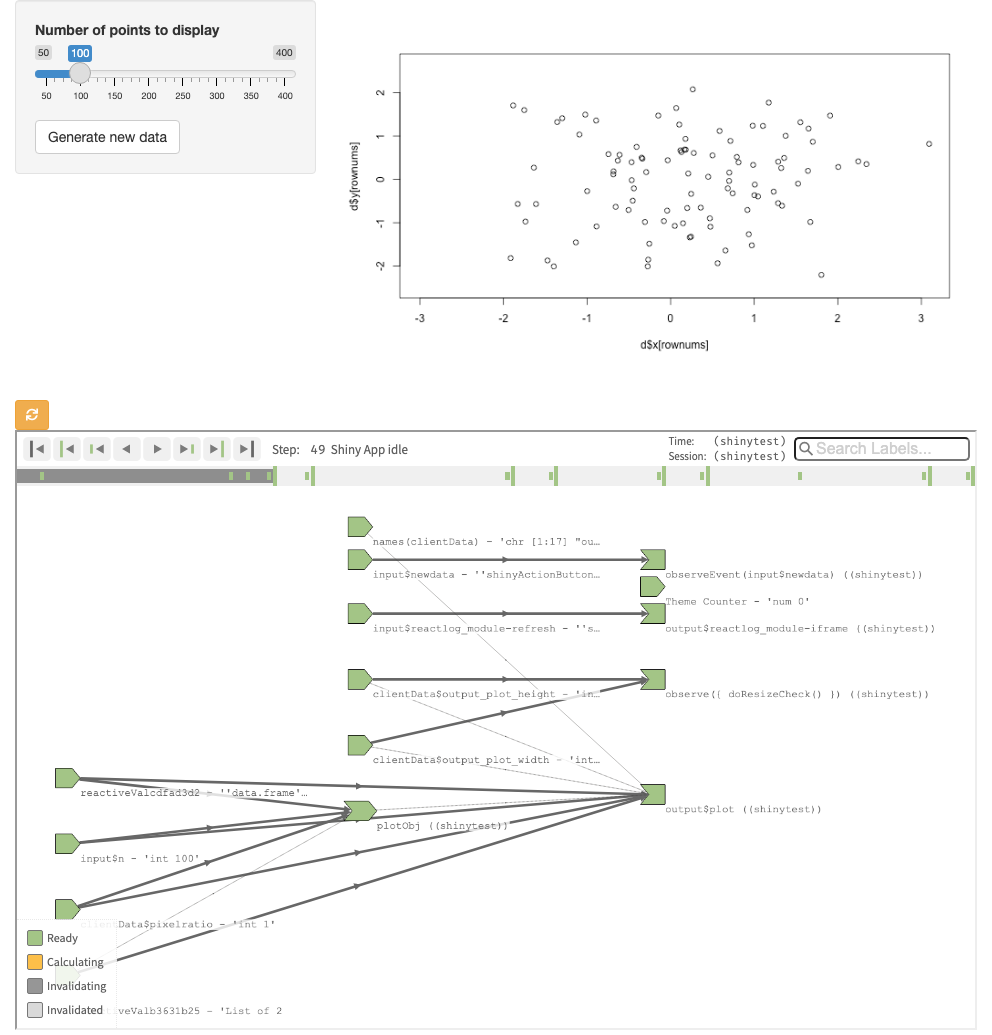 Number of points to display
50 100 400
50 100 150 200 250 300 350 400
Generate new data
d$y[rownums]
2
1
0
-1
-2
-3 -2 -1 0 1 2 3
d$x[rownums]
Step: 49 Shiny App idle
Time: (shinytest)
Session: (shinytest)
Search Labels...
names(clientData) - 'chr [1:17] "ou…
input$newdata - ''shinyActionButton…
observeEvent(input$newdata) ((shinytest))
Theme Counter - 'num 0'
input$reactlog_module-refresh - ''s…
output$reactlog_module-iframe ((shinytest))
clientData$output_plot_height - 'in…
observe({ doResizeCheck() }) ((shinytest))
clientData$output_plot_width - 'int…
reactiveValcdfad3d2 - ''data.frame'…
output$plot ((shinytest))
plotObj ((shinytest))
input$n - 'int 100'
clientData$pixelratio - 'int 1'
Ready
Calculating
Invalidating
Invalidated
iveValb3631b25 - 'List of 2